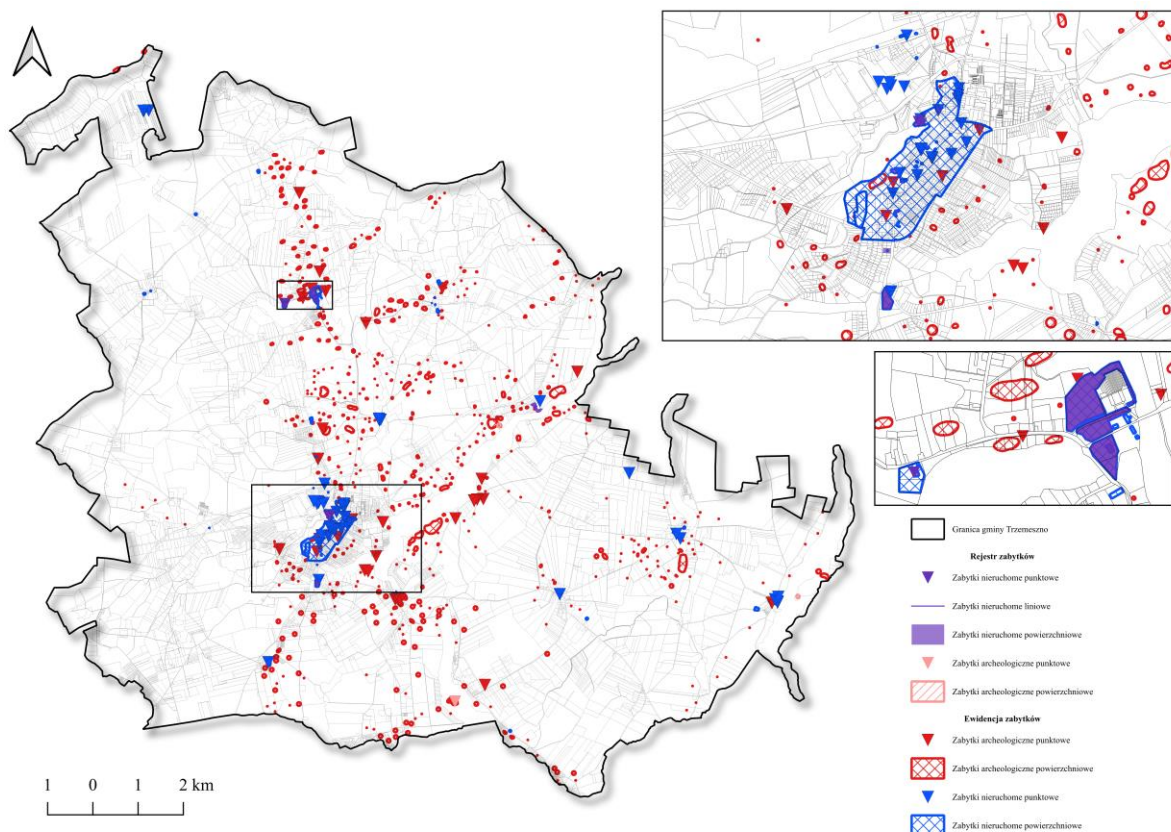 Granica gminy Trzemeszno
Rejestr zabytków
Zabytki nieruchome punktowe
Zabytki nieruchome liniowe
Zabytki nieruchome powierzchniowe
Zabytki archeologiczne punktowe
Zabytki archeologiczne powierzchniowe
Ewidencja zabytków
Zabytki archeologiczne punktowe
Zabytki archeologiczne powierzchniowe
Zabytki nieruchome punktowe
Zabytki nieruchome powierzchniowe
1 0 1 2 km